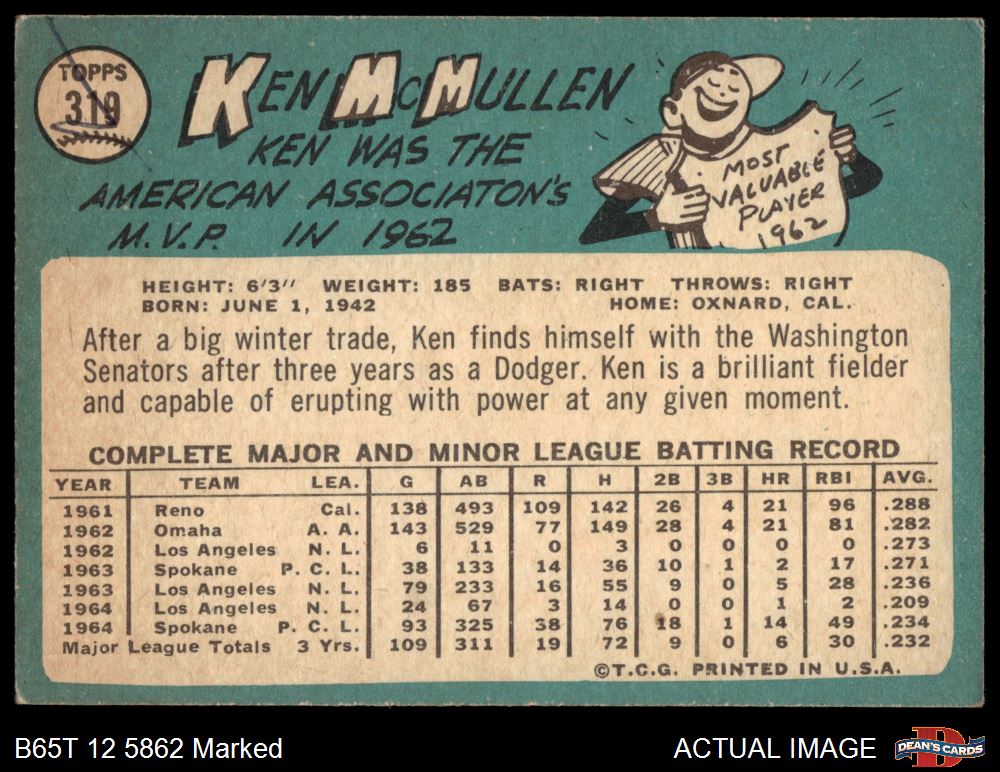 TOPPS
319
KEN McMULLEN
KEN WAS THE
AMERICAN ASSOCIATON'S
M.V.P. IN 1962
MOST
VALUABLE
PLAYER
1962
HEIGHT: 6'3" WEIGHT: 185 BATS: RIGHT THROWS: RIGHT
BORN: JUNE 1, 1942 HOME: OXNARD, CAL.
After a big winter trade, Ken finds himself with the Washington
Senators after three years as a Dodger. Ken is a brilliant fielder
and capable of erupting with power at any given moment.
COMPLETE MAJOR AND MINOR LEAGUE BATTING RECORD
YEAR TEAM LEA. G AB R H 2B 3B HR RBI AVG.
1961 Reno Cal. 138 493 109 142 26 4 21 96 .288
1962 Omaha A. A. 143 529 77 149 28 4 21 81 .282
1962 Los Angeles N. L. 6 11 0 3 0 0 0 0 .273
1963 Spokane P. C. L. 38 133 14 36 10 1 2 17 .271
1963 Los Angeles N. L. 79 233 16 55 9 0 5 28 .236
1964 Los Angeles N. L. 24 67 3 14 0 0 1 2 .209
1964 Spokane P. C. L. 93 325 38 76 18 1 14 49 .234
Major League Totals 3 Yrs. 109 311 19 72 9 0 6 30 .232
©T.C.G. PRINTED IN U.S.A.
B65T 12 5862 Marked
ACTUAL IMAGE
D
DEAN'S CARDS